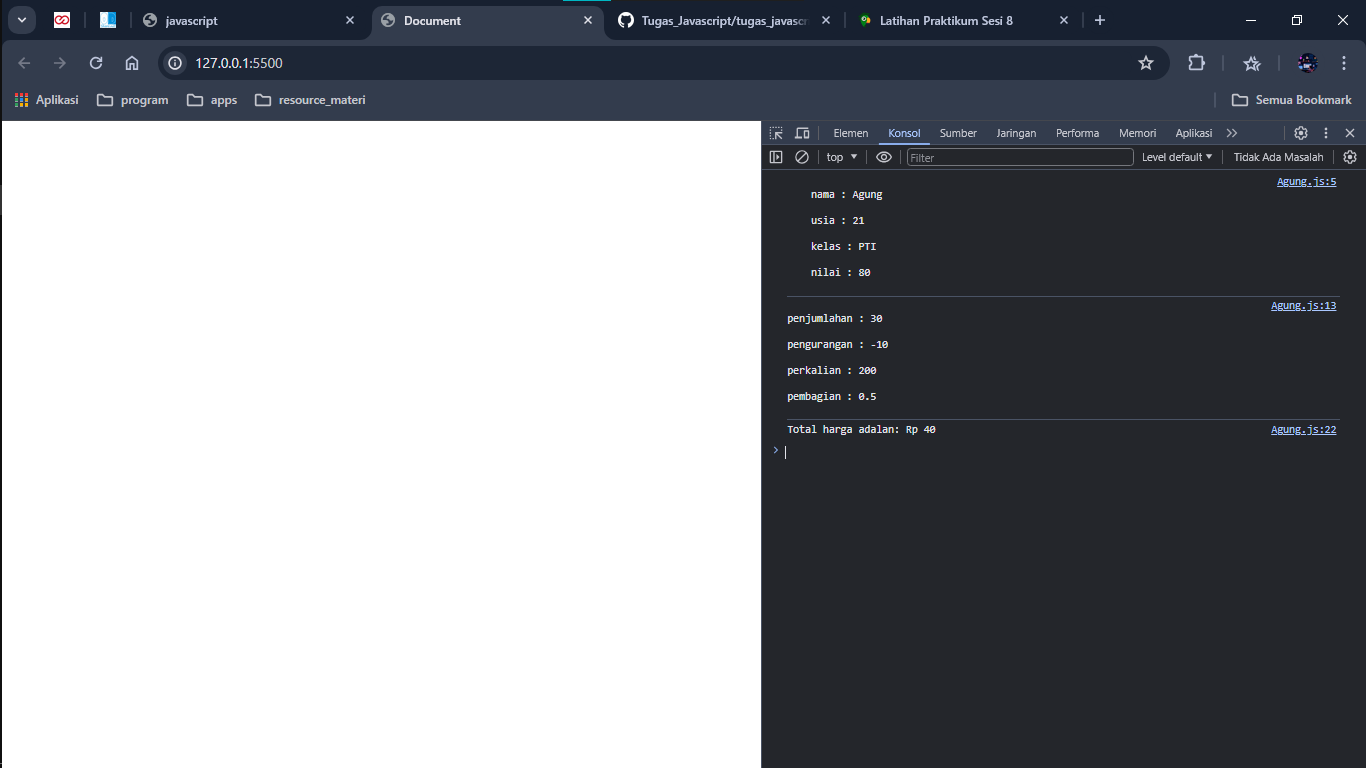 javascript
Document
Tugas_Javascript/tugas_javascr
Latihan Praktikum Sesi 8
127.0.0.1:5500
Aplikasi
program
apps
resource_materi
Semua Bookmark
Elemen
Konsol
Sumber
Jaringan
Performa
Memori
Aplikasi
top
Filter
Level default
Tidak Ada Masalah
Agung.js:5
nama : Agung
usia : 21
kelas : PTI
nilai : 80
Agung.js:13
penjumlahan : 30
pengurangan : -10
perkalian : 200
pembagian : 0.5
Total harga adalan: Rp 40
Agung.js:22